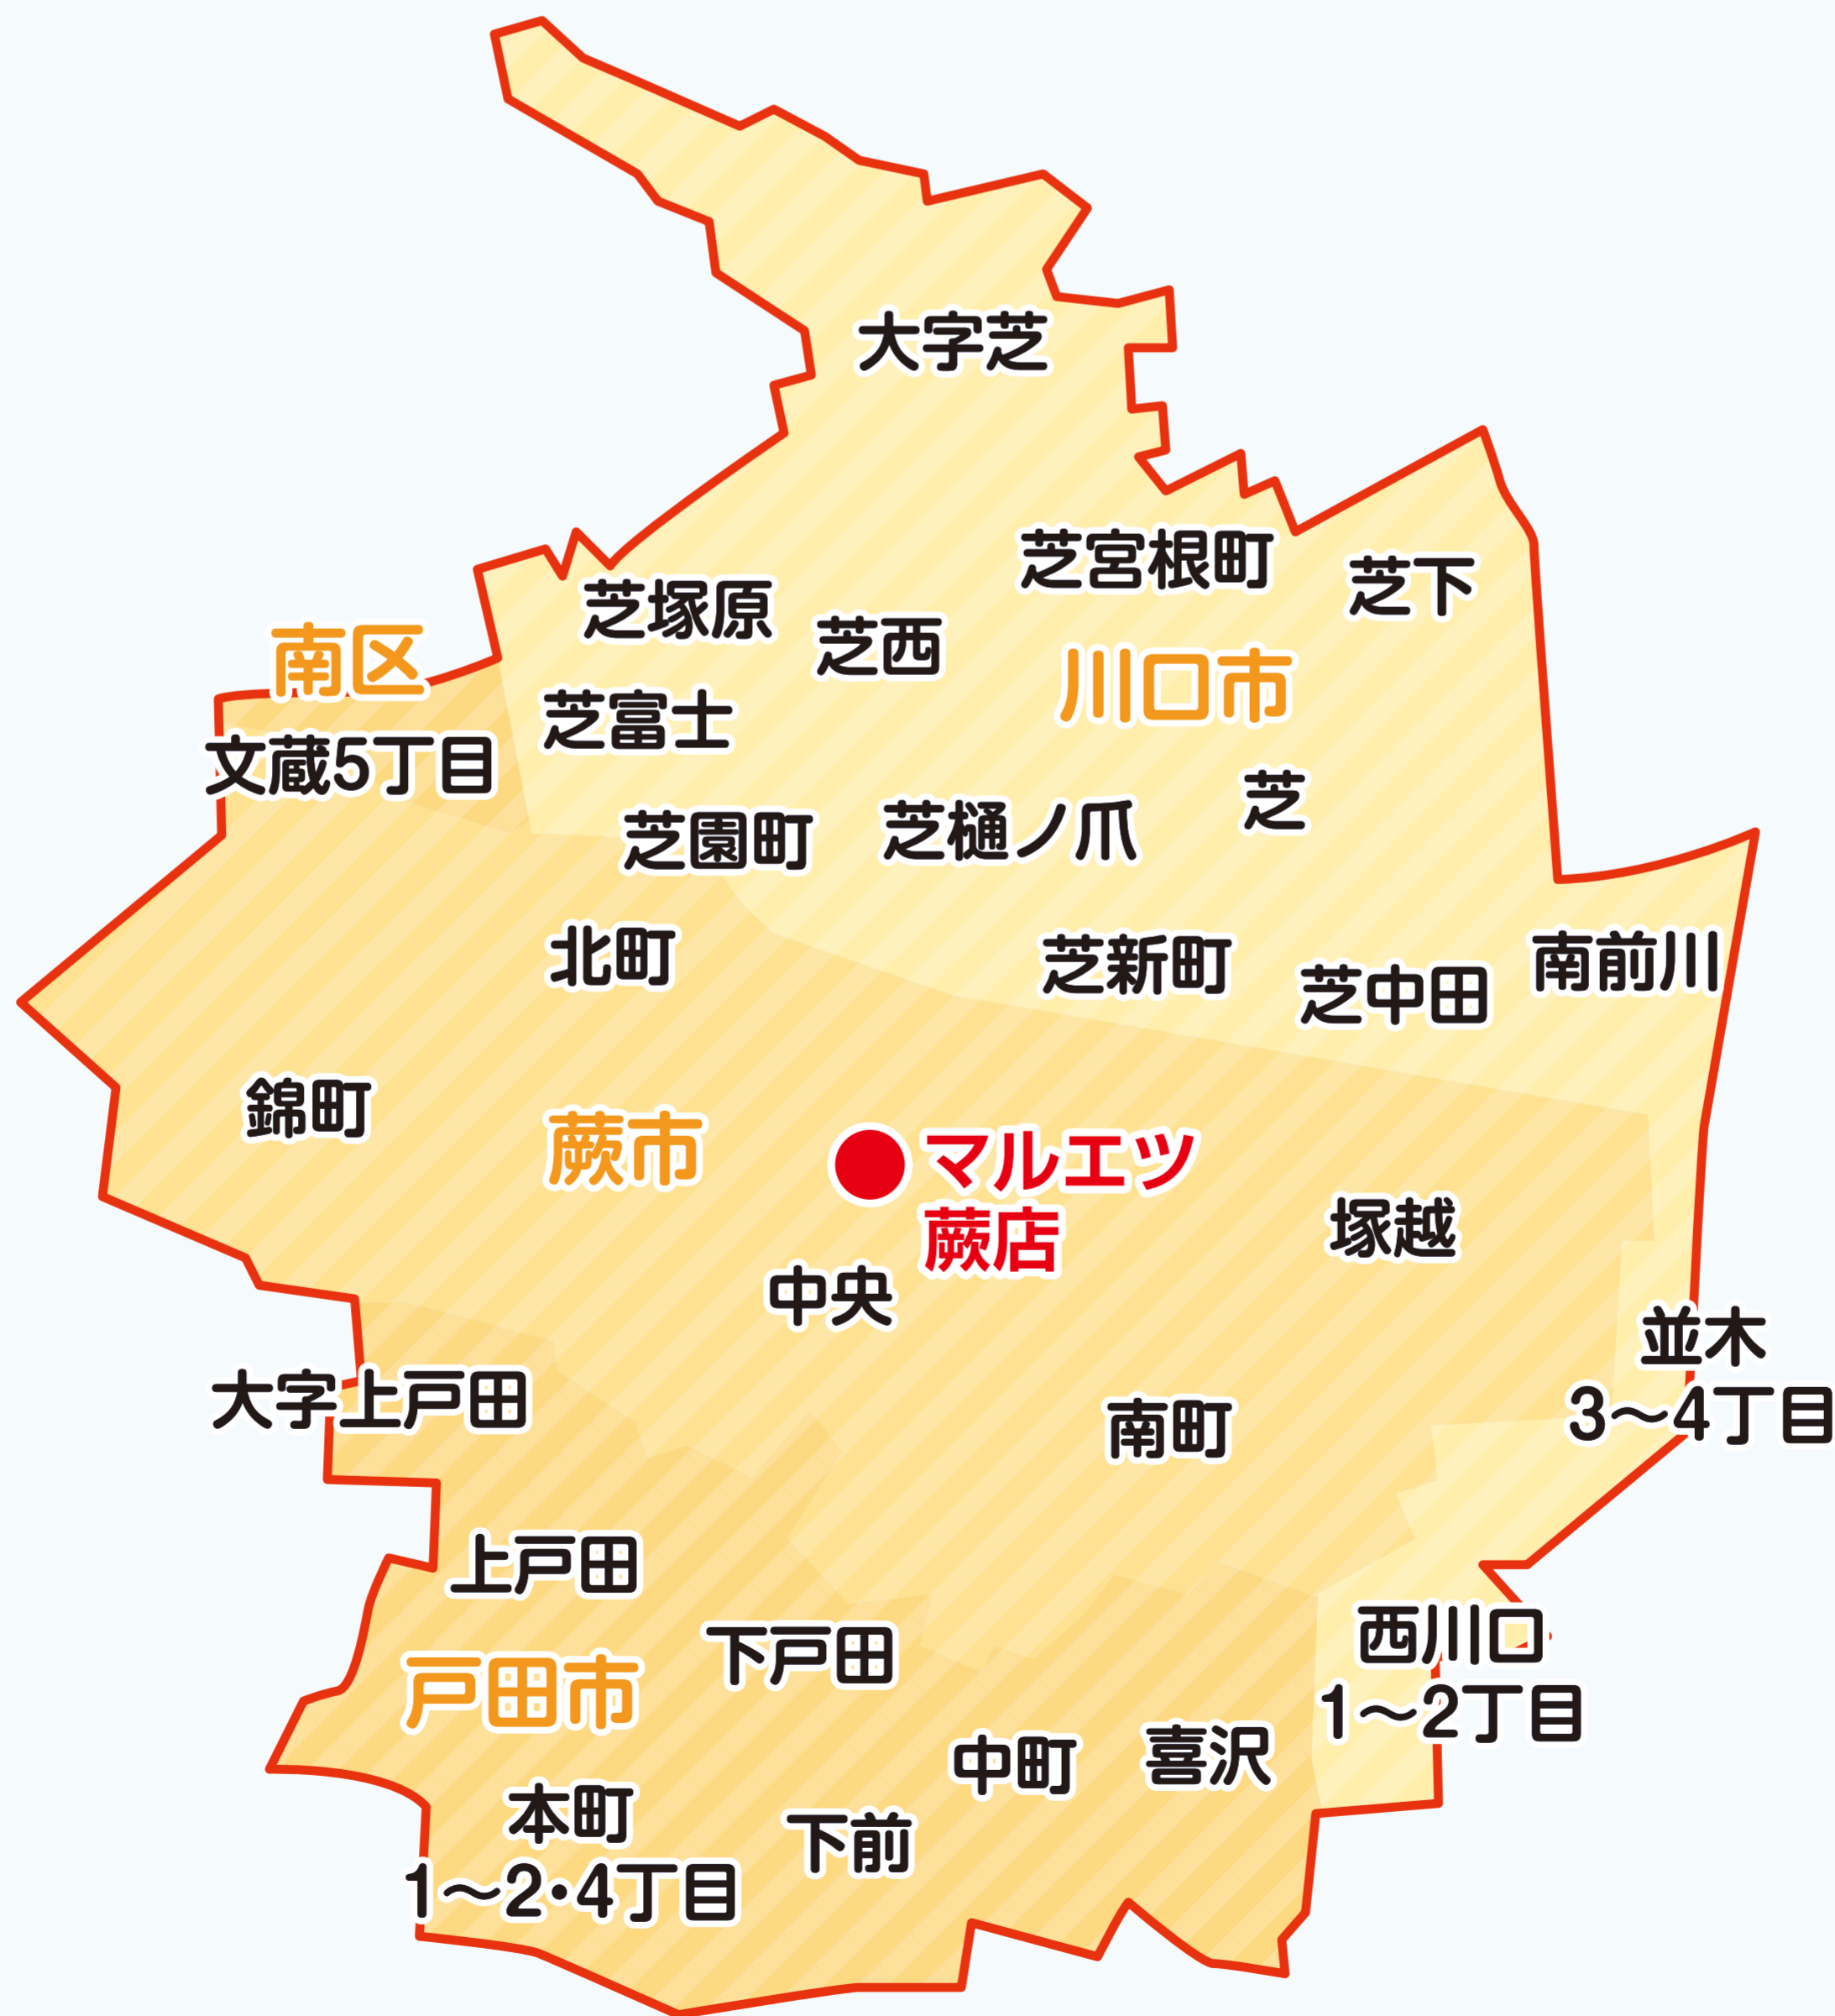 大字芝
芝宮根町
芝下
芝塚原
芝西
南区
川口市
芝富士
文蔵5丁目
芝
芝園町
芝樋ノ爪
北町
芝新町
芝中田
南前川
錦町
蕨市
マルエツ
蕨店
塚越
中央
並木
3〜4丁目
大字上戸田
南町
上戸田
下戸田
西川口
1〜2丁目
戸田市
中町
喜沢
本町
1〜2・4丁目
下前